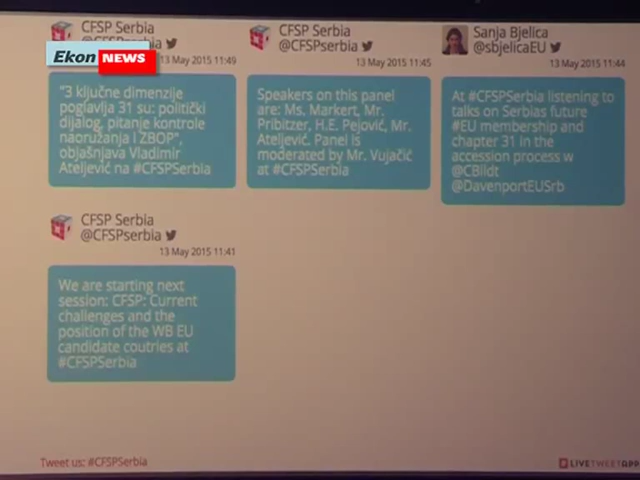 CFSP Serbia
@CFSPserbia
13 May 2015 11:49
Ekon NEWS
"3 ključne dimenzije
poglavlja 31 su: politički
dijalog, pitanje kontrole
naoružanja i ZBOP",
objašnjava Vladimir
Ateljević na #CFSPSerbia
CFSP Serbia
@CFSPserbia
13 May 2015 11:45
Speakers on this panel
are: Ms. Markert, Mr.
Pribitzer, H.E. Pejović, Mr.
Ateljević. Panel is
moderated by Mr. Vujačić
at #CFSPSerbia
Sanja Bjelica
@sbjelicaEU
13 May 2015 11:44
At #CFSPSerbia listening to
talks on Serbias future
#EU membership and
chapter 31 in the
accession process w
@CBildt
@DavenportEUSrb
CFSP Serbia
@CFSPserbia
13 May 2015 11:41
We are starting next
session: CFSP: Current
challenges and the
position of the WB EU
candidate coutries at
#CFSPSerbia
Tweet us: #CFSPSerbia
LIVETWEETAPP